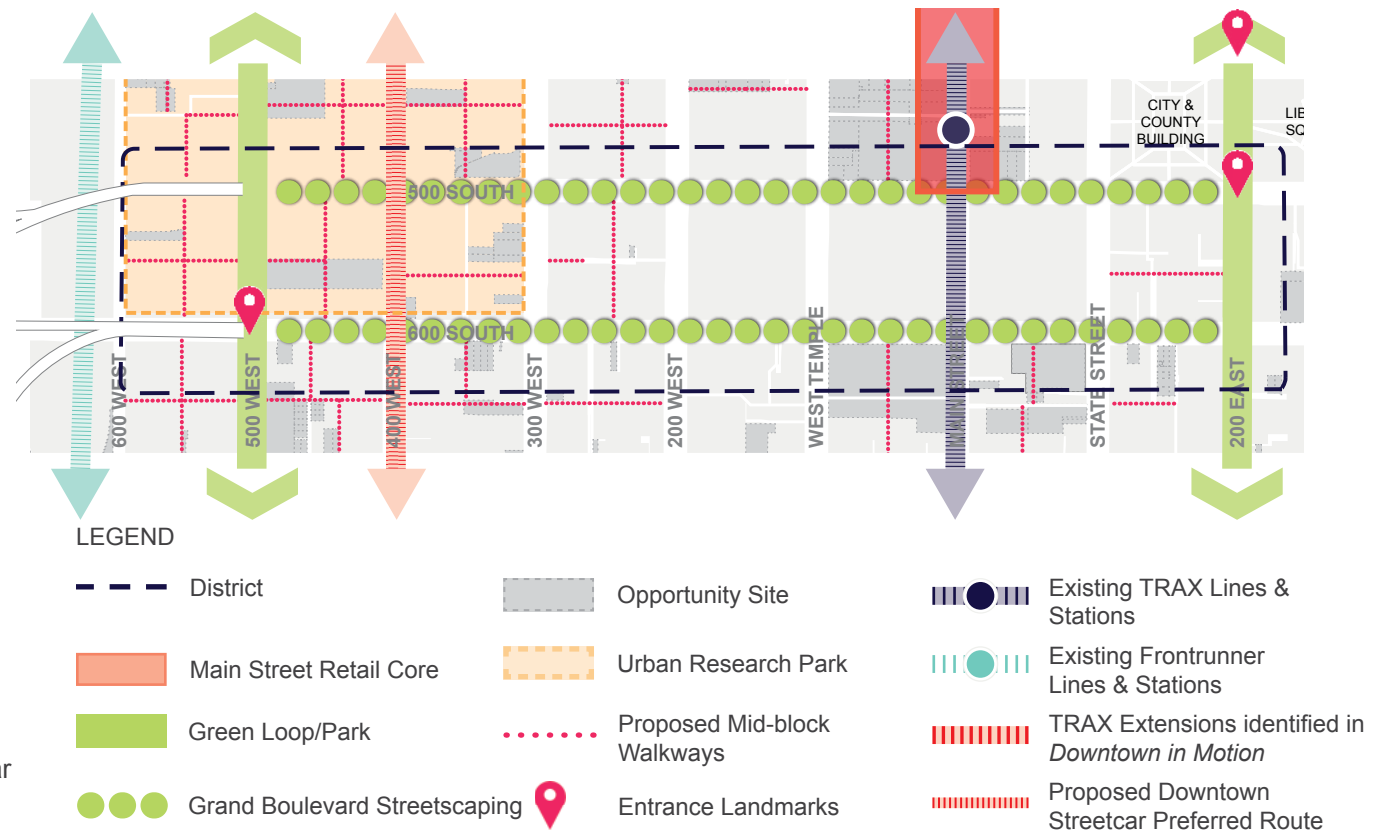 CITY &
COUNTY
BUILDING
LIB
SQ
500 SOUTH
600 SOUTH
600 WEST
500 WEST
400 WEST
300 WEST
200 WEST
WEST TEMPLE
MAIN STREET
STATE STREET
200 EAST
LEGEND
District
Main Street Retail Core
Green Loop/Park
ar
Grand Boulevard Streetscaping
Opportunity Site
Urban Research Park
Proposed Mid-block
Walkways
Entrance Landmarks
Existing TRAX Lines &
Stations
Existing Frontrunner
Lines & Stations
TRAX Extensions identified in
Downtown in Motion
Proposed Downtown
Streetcar Preferred Route